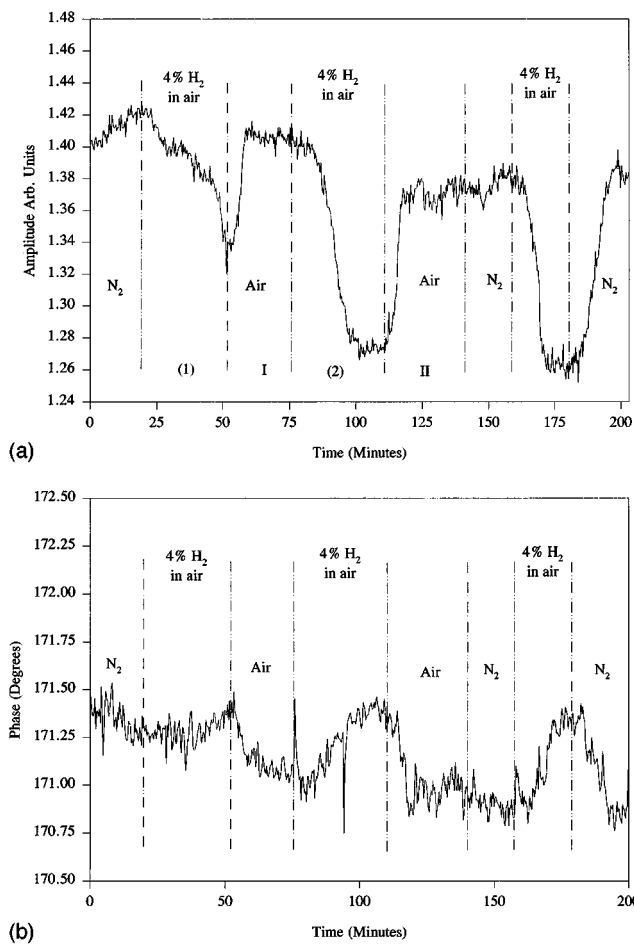 1.48
1.46
1.44
1.42
1.40
1.38
1.36
1.34
1.32
1.30
1.28
1.26
1.24
Amplitude Arb. Units
4% H2
in air
4% H2
in air
4% H2
in air
N2
Air
Air
N2
N2
(1)
I
(2)
II
0
25
50
75
100
125
150
175
200
Time (Minutes)
(a)
172.50
172.25
172.00
171.75
171.50
171.25
171.00
170.75
170.50
Phase (Degrees)
4% H2
in air
4% H2
in air
4% H2
in air
N2
Air
Air
N2
N2
0
50
100
150
200
Time (Minutes)
(b)